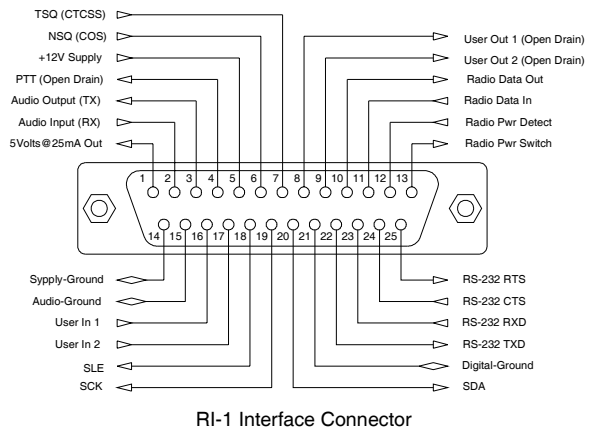 TSQ (CTCSS)
NSQ (COS)
+12V Supply
PTT (Open Drain)
Audio Output (TX)
Audio Input (RX)
5Volts@25mA Out
User Out 1 (Open Drain)
User Out 2 (Open Drain)
Radio Data Out
Radio Data In
Radio Pwr Detect
Radio Pwr Switch
1 2 3 4 5 6 7 8 9 10 11 12 13
14 15 16 17 18 19 20 21 22 23 24 25
Sypply-Ground
Audio-Ground
User In 1
User In 2
SLE
SCK
RS-232 RTS
RS-232 CTS
RS-232 RXD
RS-232 TXD
Digital-Ground
SDA
RI-1 Interface Connector